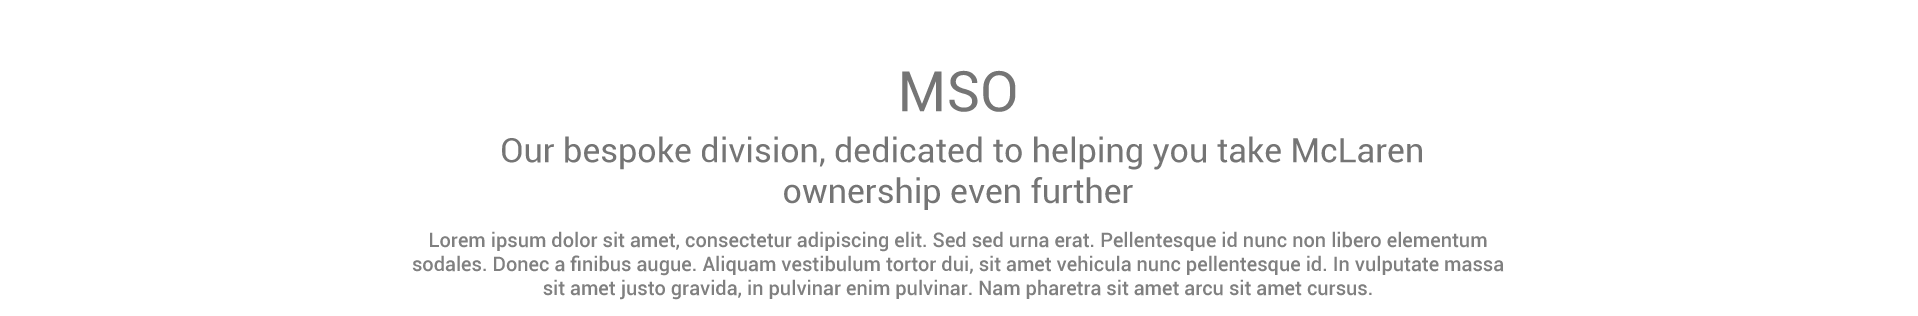 MSO
Our bespoke division, dedicated to helping you take McLaren
ownership even further
Lorem ipsum dolor sit amet, consectetur adipiscing elit. Sed sed urna erat. Pellentesque id nunc non libero elementum
sodales. Donec a finibus augue. Aliquam vestibulum tortor dui, sit amet vehicula nunc pellentesque id. In vulputate massa
sit amet justo gravida, in pulvinar enim pulvinar. Nam pharetra sit amet arcu sit amet cursus.